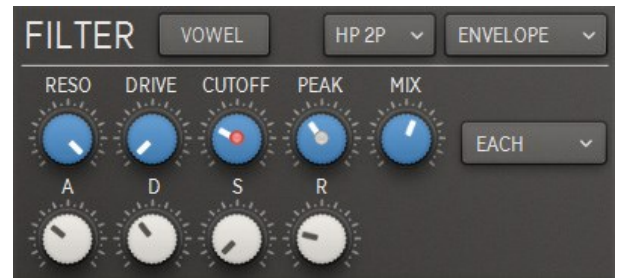 FILTER VOWEL HP 2P ENVELOPE
RESO DRIVE CUTOFF PEAK MIX
EACH
A D S R